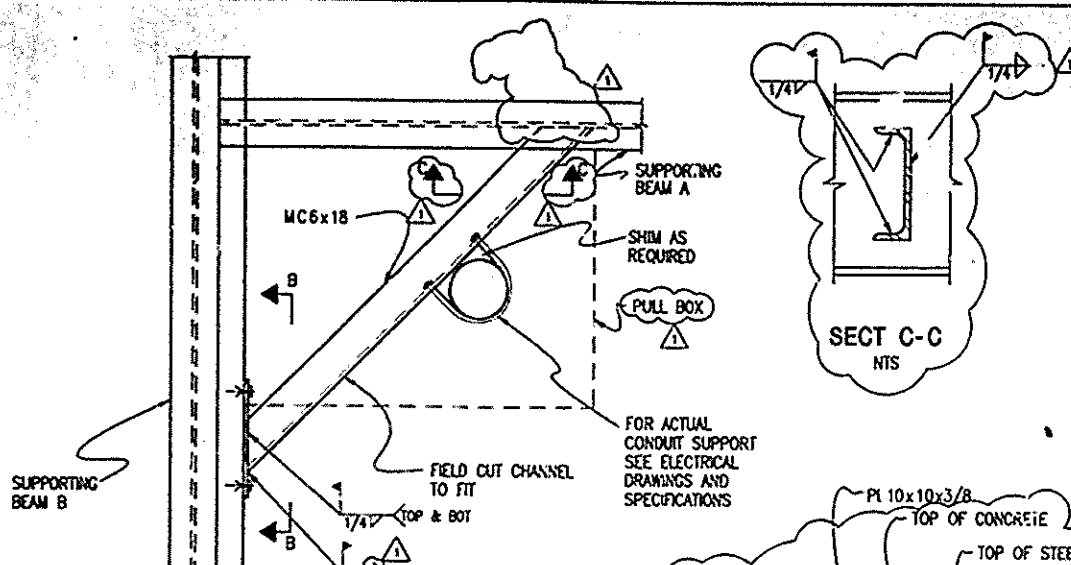 1
1/4
1/4
1
C
C
SUPPORTING
BEAM A
MC6x18
1
1
SHIM AS
REQUIRED
B
PULL BOX
1
SECT C-C
NTS
FOR ACTUAL
CONDUIT SUPPORT
SEE ELECTRICAL
DRAWINGS AND
SPECIFICATIONS
FIELD CUT CHANNEL
TO FIT
SUPPORTING
BEAM B
1/4
TOP & BOT
B
1
PL 10x10x3/8
TOP OF CONCRETE
TOP OF STEE